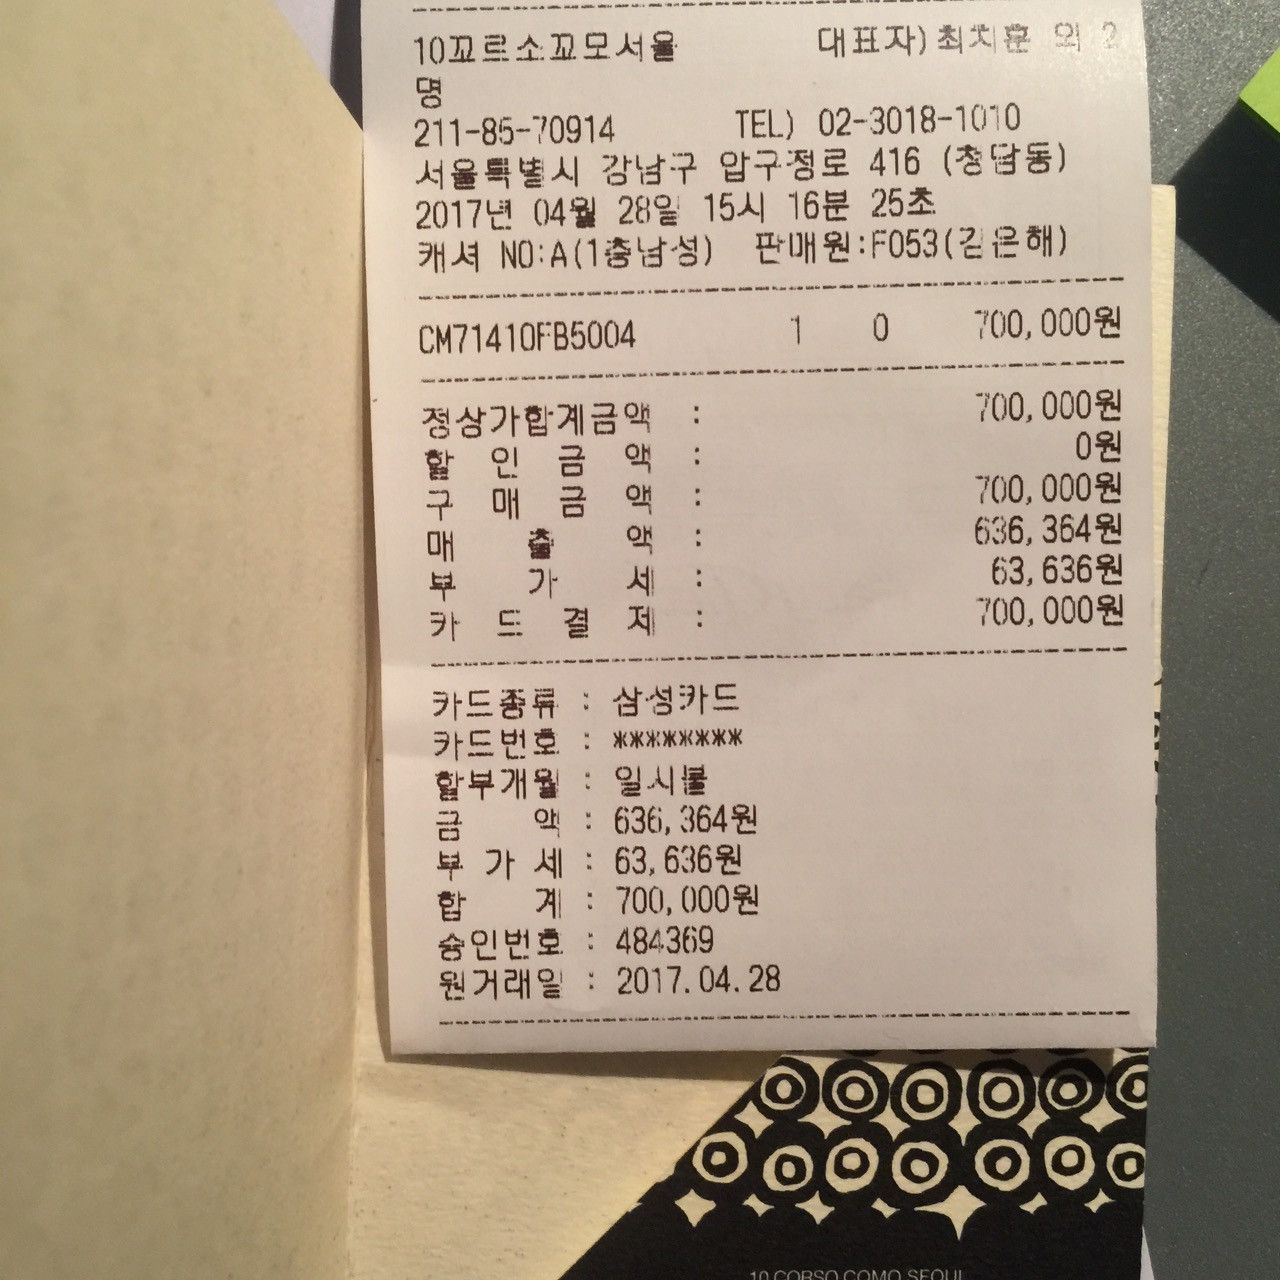 10꼬르소꼬모서울 대표자)최치훈 외 2
명
211-85-70914 TEL) 02-3018-1010
서울특별시 강남구 압구정로 416 (청담동)
2017년 04월 28일 15시 16분 25초
캐셔 NO:A(1층남성) 판매원:F053(김은해)
CM71410FB5004 1 0 700,000원
정상가합계금액 : 700,000원
할 인 금 액 : 0원
구 매 금 액 : 700,000원
매 출 액 : 636,364원
부 가 세 : 63,636원
카 드 결 제 : 700,000원
카드종류 : 삼성카드
카드번호 : ********
할부개월 : 일시불
금 액 : 636,364원
부 가 세 : 63,636원
합 계 : 700,000원
승인번호 : 484369
원거래일 : 2017.04.28
10 CORSO COMO SEOUL